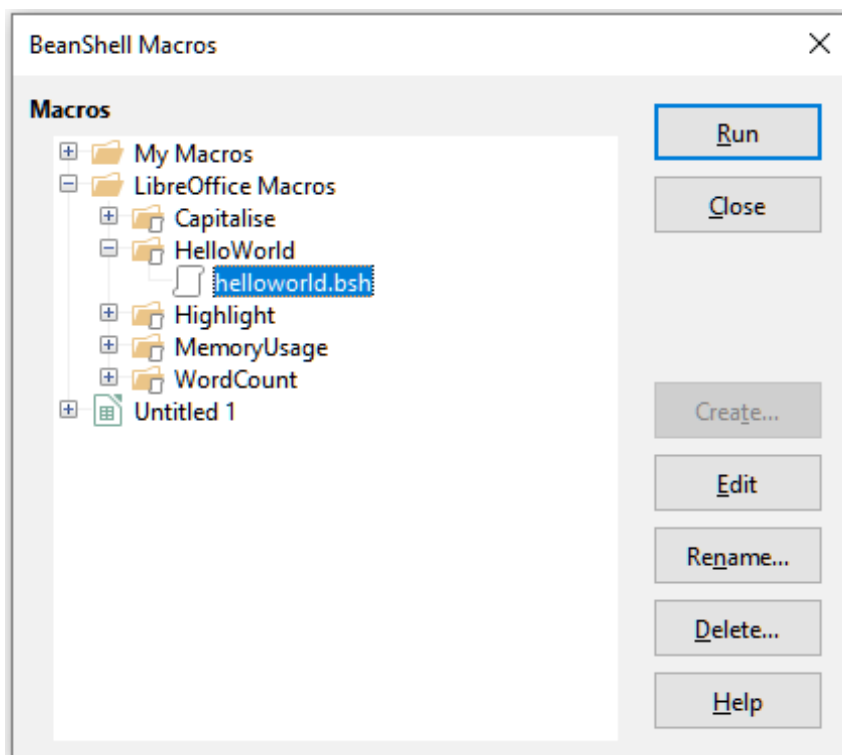 BeanShell Macros
Macros
My Macros
LibreOffice Macros
Capitalise
HelloWorld
helloworld.bsh
Highlight
MemoryUsage
WordCount
Untitled 1
Run
Close
Create...
Edit
Rename...
Delete...
Help